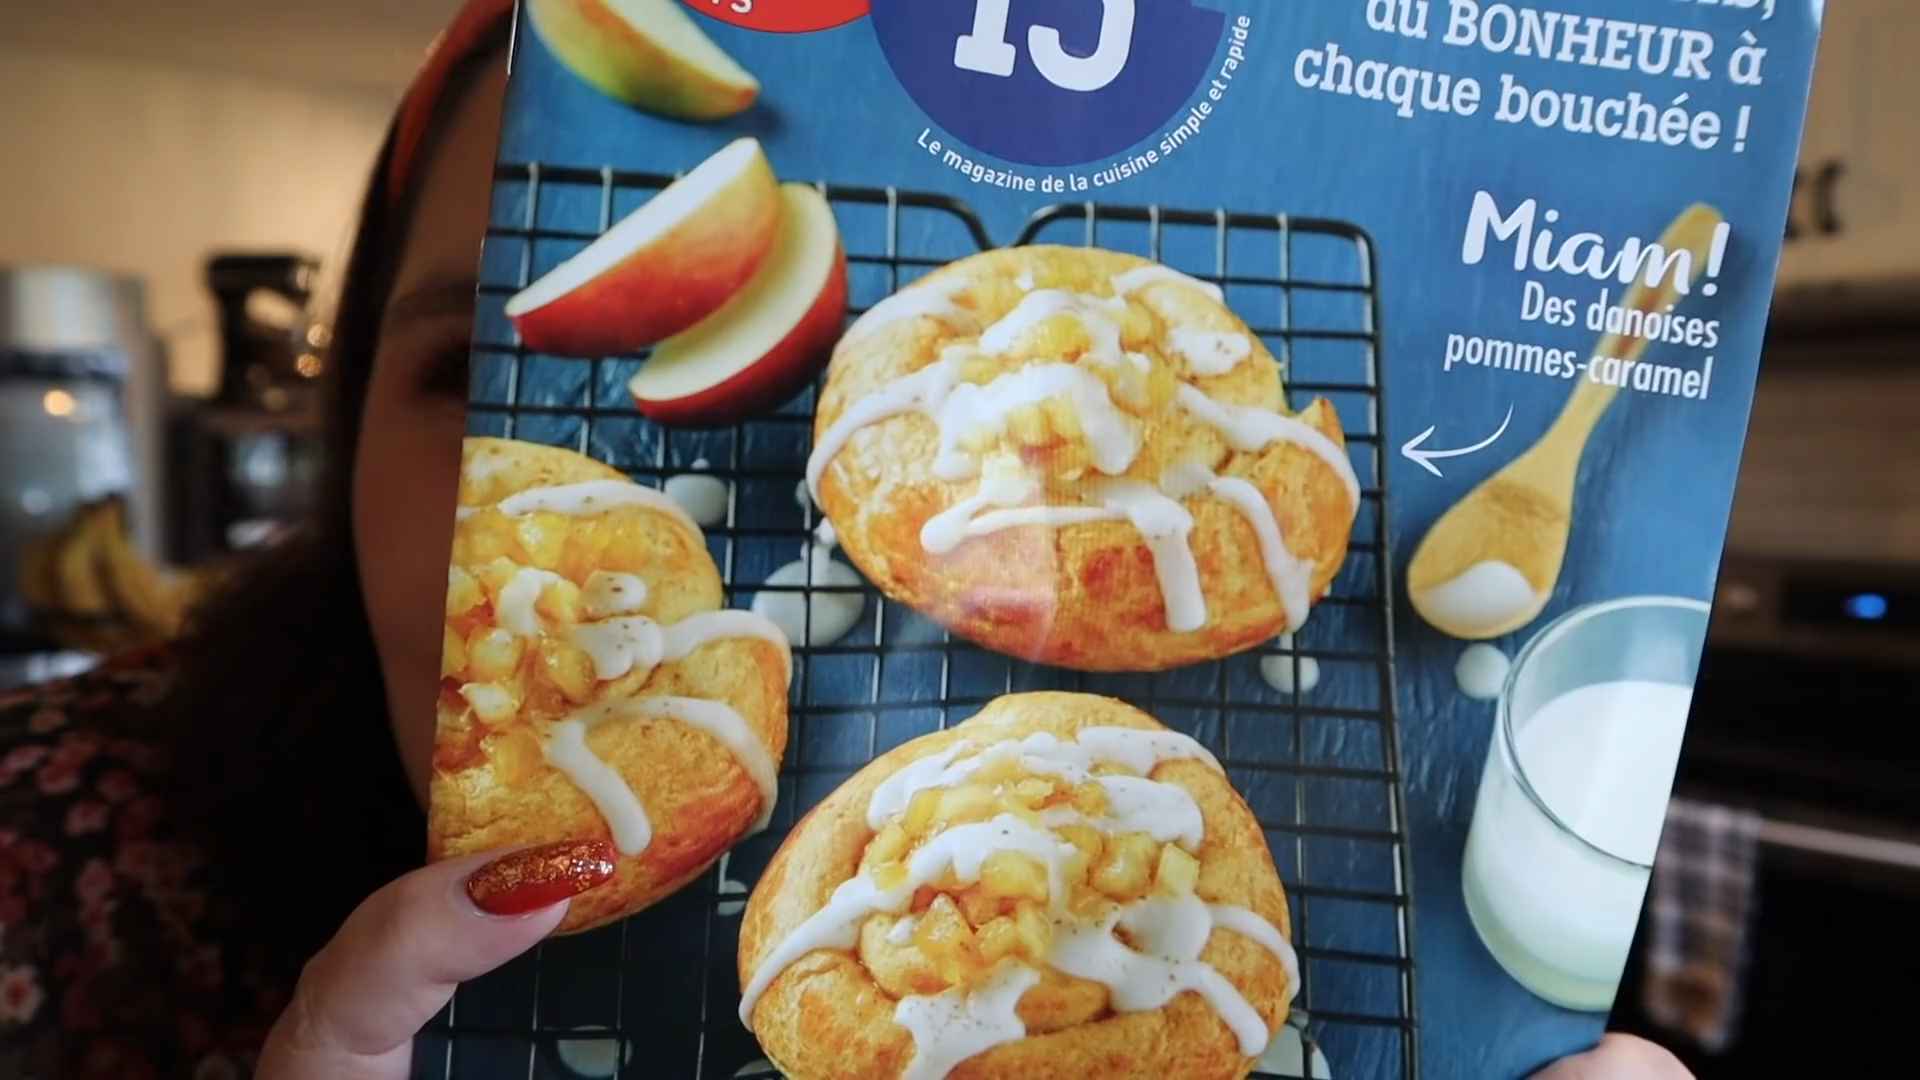 15
Le magazine de la cuisine simple et rapide
du BONHEUR à
chaque bouchée !
Miam!
Des danoises
pommes-caramel